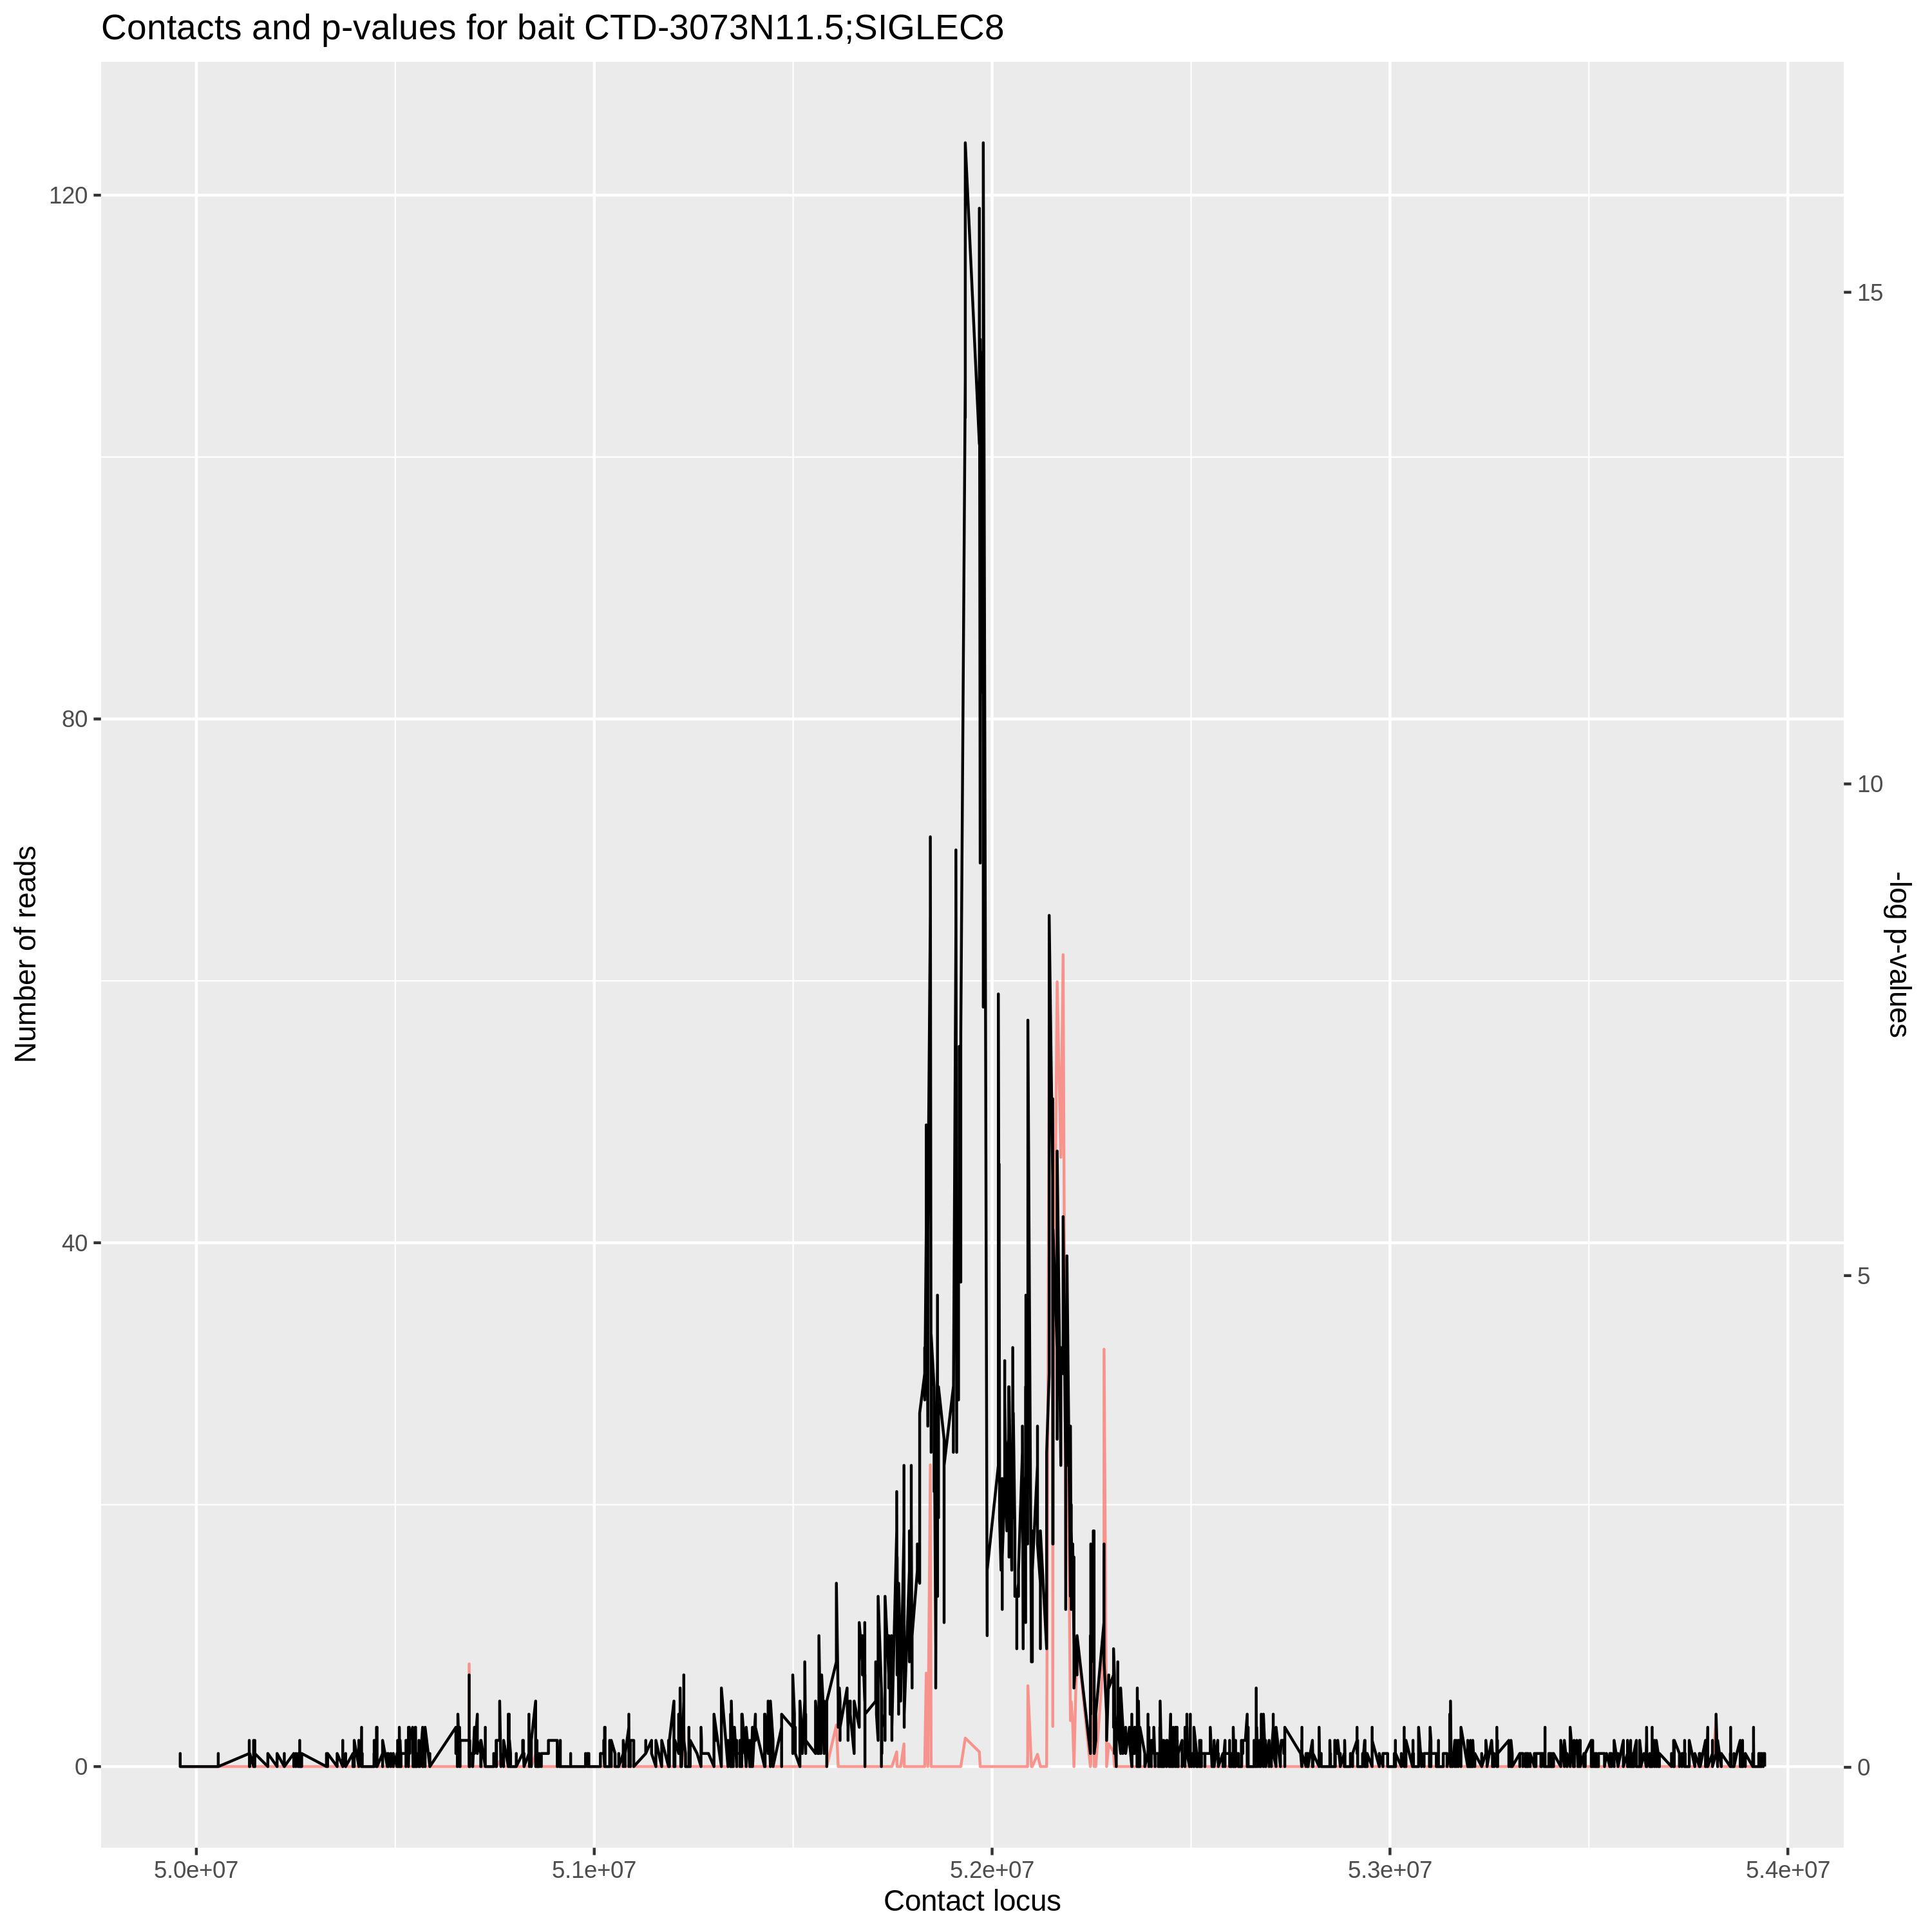 Contacts and p-values for bait CTD-3073N11.5;SIGLEC8
120
80
40
0
Number of reads
15
10
5
0
-log p-values
5.0e+07 5.1e+07 5.2e+07 5.3e+07 5.4e+07
Contact locus